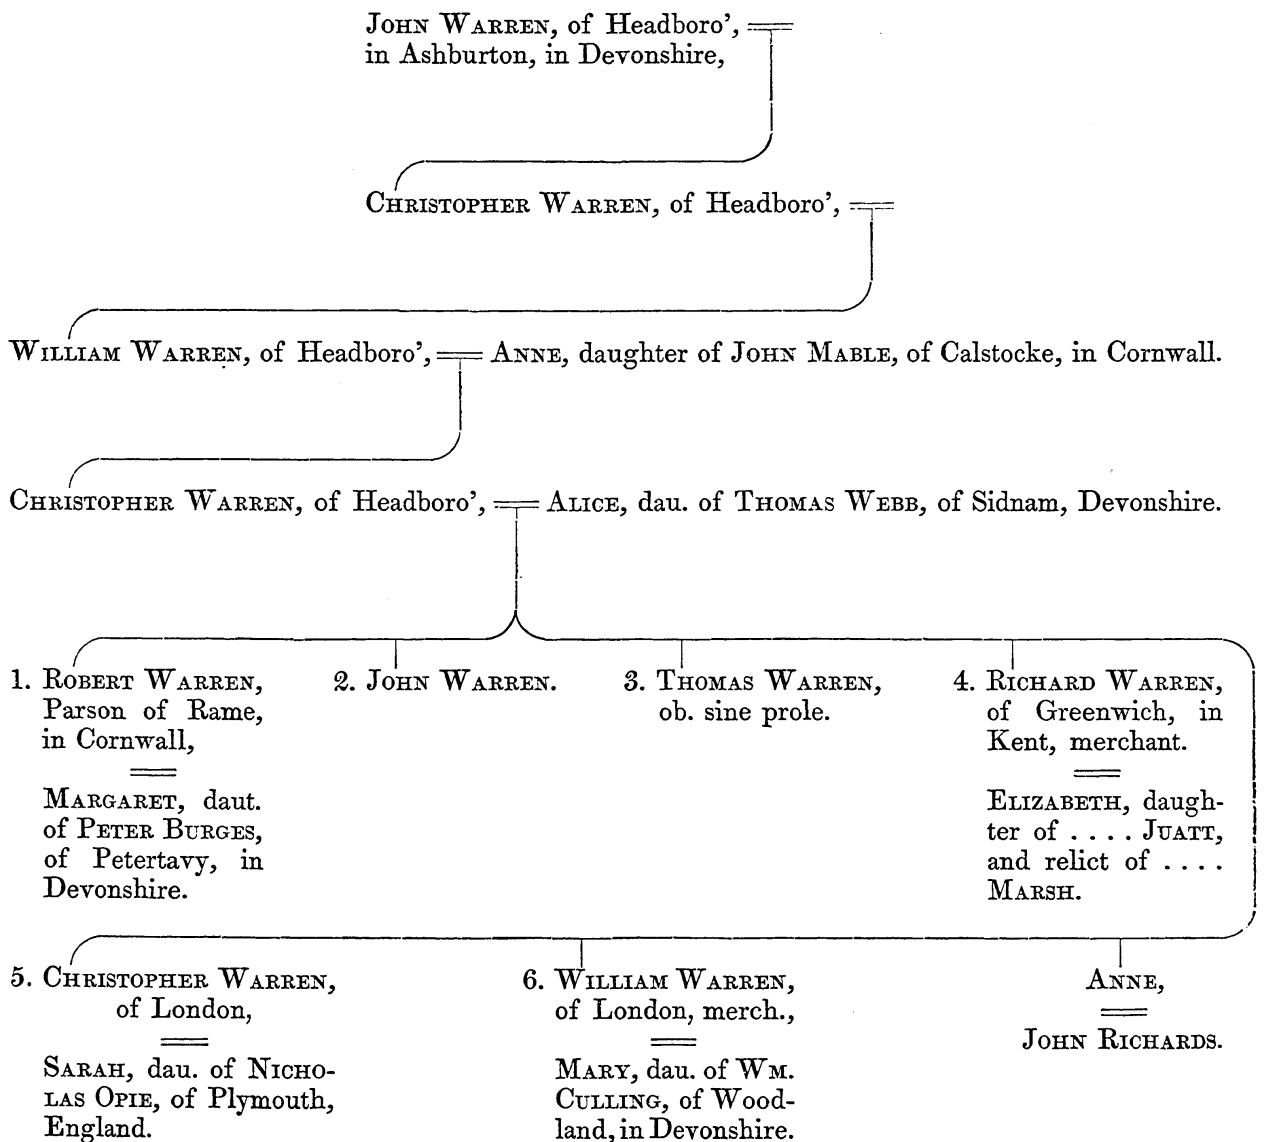 JOHN WARREN, of Headboro',
in Ashburton, in Devonshire,
CHRISTOPHER WARREN, of Headboro',
WILLIAM WARREN, of Headboro', ANNE, daughter of JOHN MABLE, of Calstocke, in Cornwall.
CHRISTOPHER WARREN, of Headboro', ALICE, dau. of THOMAS WEBB, of Sidnam, Devonshire.
1. ROBERT WARREN,
Parson of Rame,
in Cornwall,
MARGARET, daut.
of PETER BURGES,
of Petertavy, in
Devonshire.
2. JOHN WARREN.
3. THOMAS WARREN,
ob. sine prole.
4. RICHARD WARREN,
of Greenwich, in
Kent, merchant.
ELIZABETH, daugh-
ter of . . . . JUATT,
and relict of . . . .
MARSH.
5. CHRISTOPHER WARREN,
of London,
SARAH, dau. of NICHO-
LAS OPIE, of Plymouth,
England.
6. WILLIAM WARREN,
of London, merch.,
MARY, dau. of WM.
CULLING, of Wood-
land, in Devonshire.
ANNE,
JOHN RICHARDS.